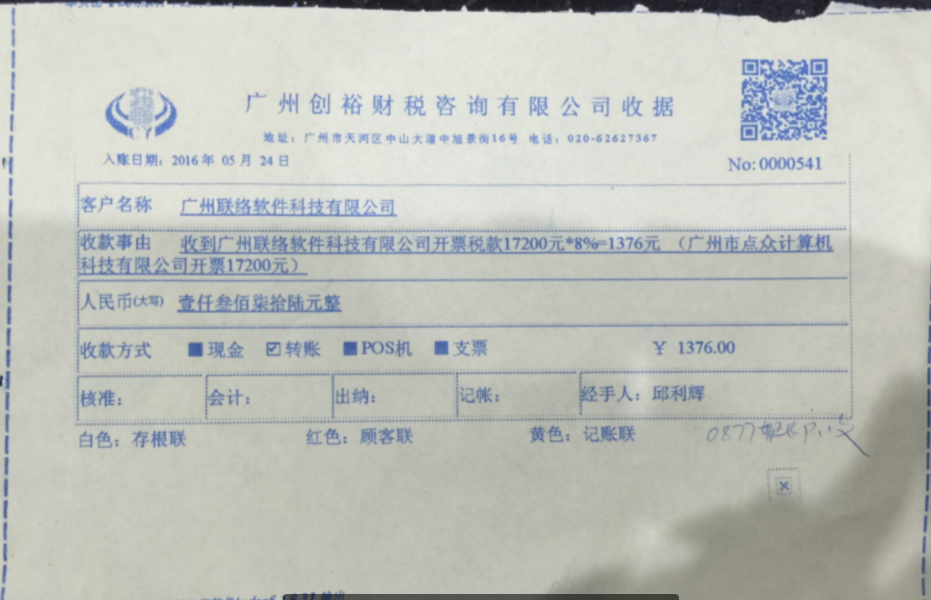 广州创裕财税咨询有限公司收据
地址：广州市天河区中山大道中旭景街16号 电话：020-62627367
入账日期：2016年 05月 24日
No:0000541
客户名称 广州联络软件科技有限公司
收款事由 收到广州联络软件科技有限公司开票税款17200元*8%=1376元 （广州市点众计算机
科技有限公司开票17200元）
人民币(大写) 壹仟叁佰柒拾陆元整
收款方式 ■现金 ☑转账 ■POS机 ■支票 ￥ 1376.00
核准： 会计： 出纳： 记帐： 经手人：邱利辉
白色：存根联 红色：顾客联 黄色：记账联
0877